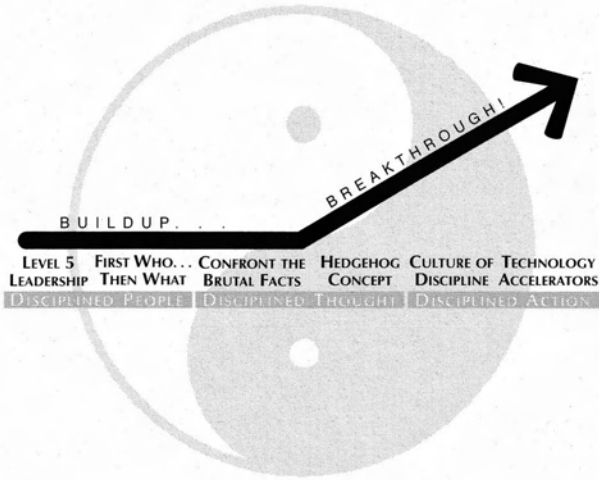 BREAKTHROUGH!
BUILDUP...
LEVEL 5 LEADERSHIP
FIRST WHO... THEN WHAT
CONFRONT THE BRUTAL FACTS
HEDGEHOG CONCEPT
CULTURE OF DISCIPLINE
TECHNOLOGY ACCELERATORS
DISCIPLINED PEOPLE
DISCIPLINED THOUGHT
DISCIPLINED ACTION